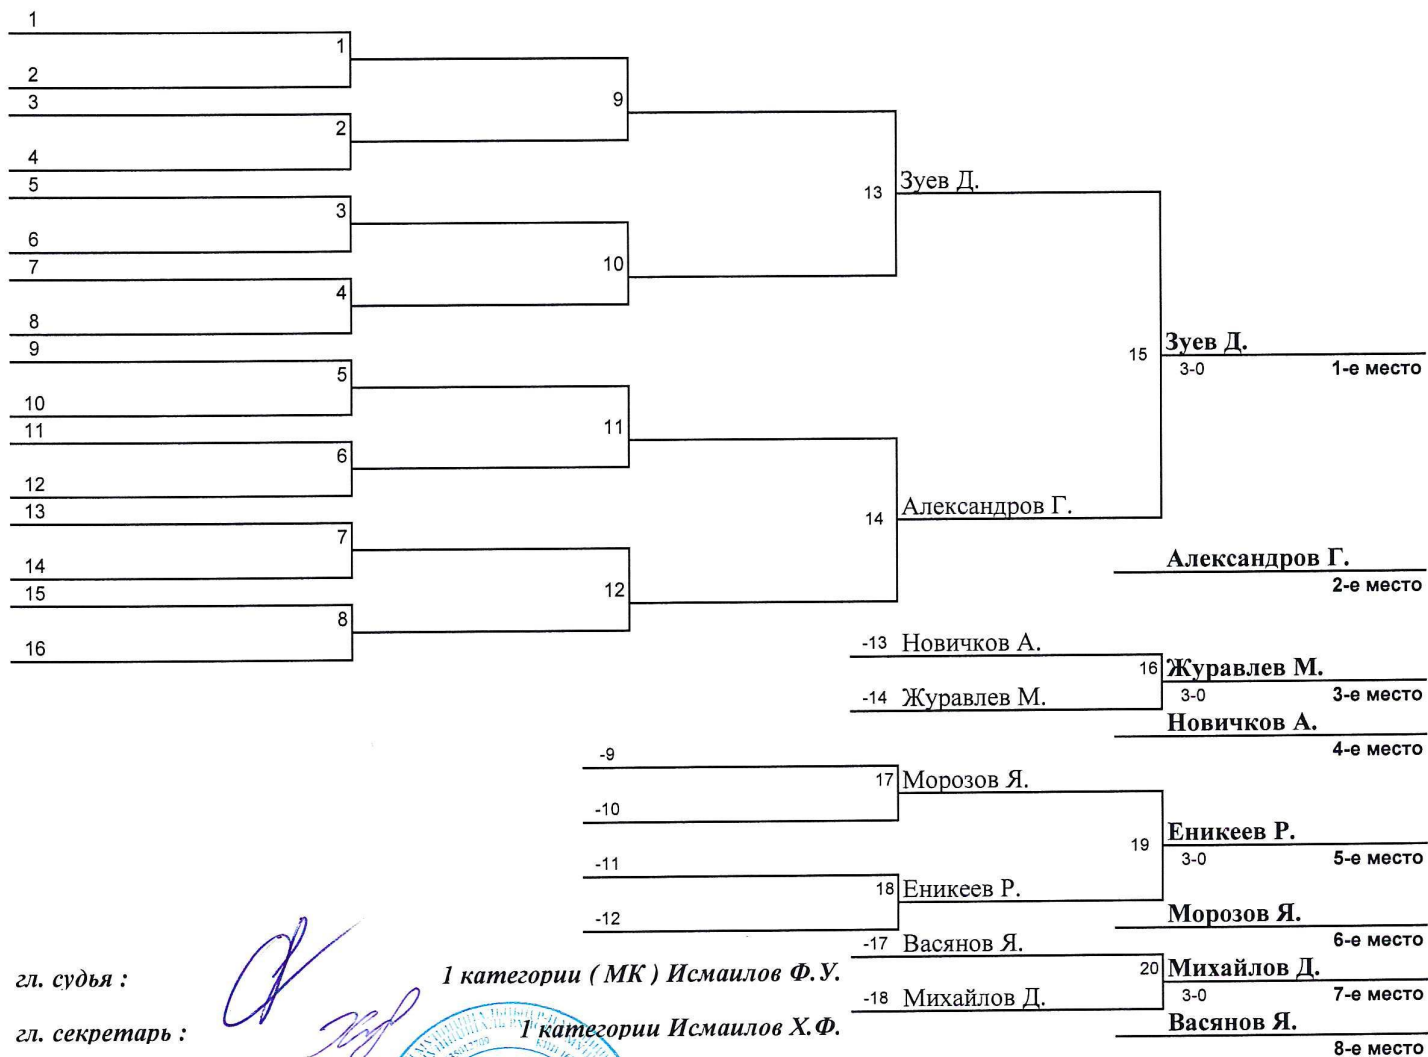 1
1
2
3
9
2
4
5
13 Зуев Д.
3
6
7
10
4
8
9
15 Зуев Д.
3-0 1-е место
5
10
11
11
6
12
13
14 Александров Г.
7
14
15
12
8
16
Александров Г.
2-е место
-13 Новичков А.
16 Журавлев М.
3-0 3-е место
-14 Журавлев М.
Новичков А.
4-е место
-9
17 Морозов Я.
-10
19 Еникеев Р.
3-0 5-е место
-11
18 Еникеев Р.
-12
Морозов Я.
6-е место
-17 Васянов Я.
20 Михайлов Д.
3-0 7-е место
-18 Михайлов Д.
Васянов Я.
8-е место
гл. судья : 1 категории ( МК ) Исмаилов Ф.У.
гл. секретарь : 1 категории Исмаилов Х.Ф.